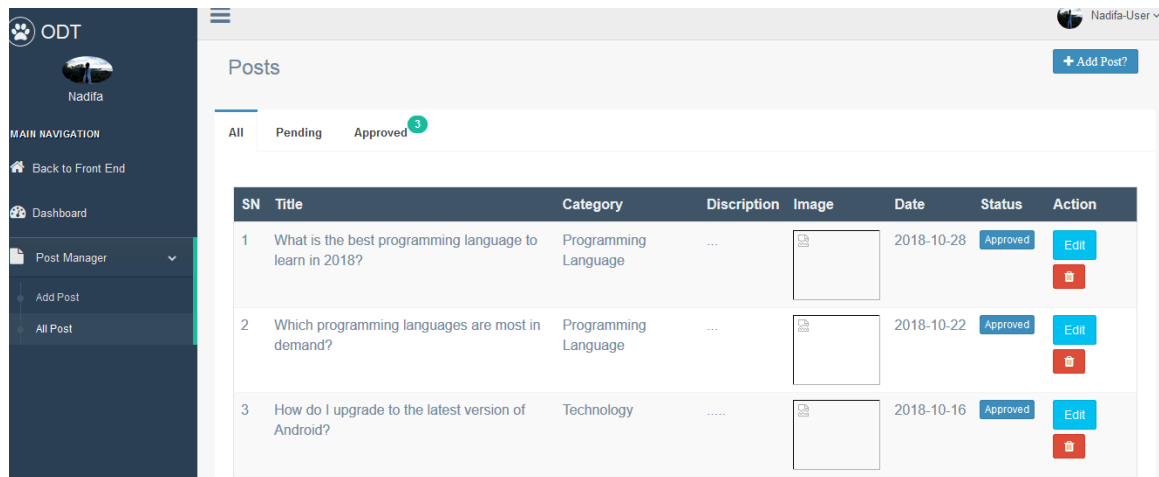 ODT
Nadifa-User
Nadifa
Posts
+ Add Post?
MAIN NAVIGATION
All Pending Approved 3
Back to Front End
Dashboard
Post Manager
Add Post
All Post
SN Title Category Discription Image Date Status Action
1 What is the best programming language to Programming ... 2018-10-28 Approved Edit
learn in 2018? Language
2 Which programming languages are most in Programming ... 2018-10-22 Approved Edit
demand? Language
3 How do I upgrade to the latest version of Technology ..... 2018-10-16 Approved Edit
Android?